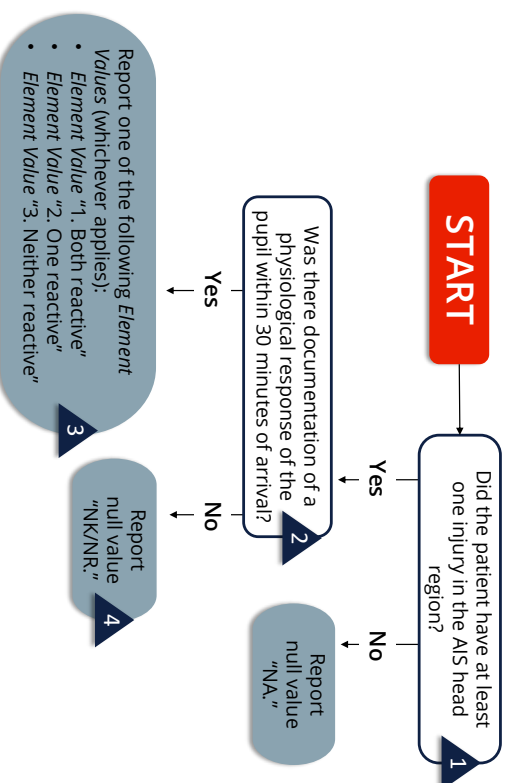 START
Did the patient have at least
one injury in the AIS head
region?
1
Yes
No
Was there documentation of a
physiological response of the
pupil within 30 minutes of arrival?
2
Report
null value
“NA.”
Yes
No
Report one of the following Element
Values (whichever applies):
• Element Value “1. Both reactive”
• Element Value “2. One reactive”
• Element Value “3. Neither reactive”
3
Report
null value
“NK/NR.”
4